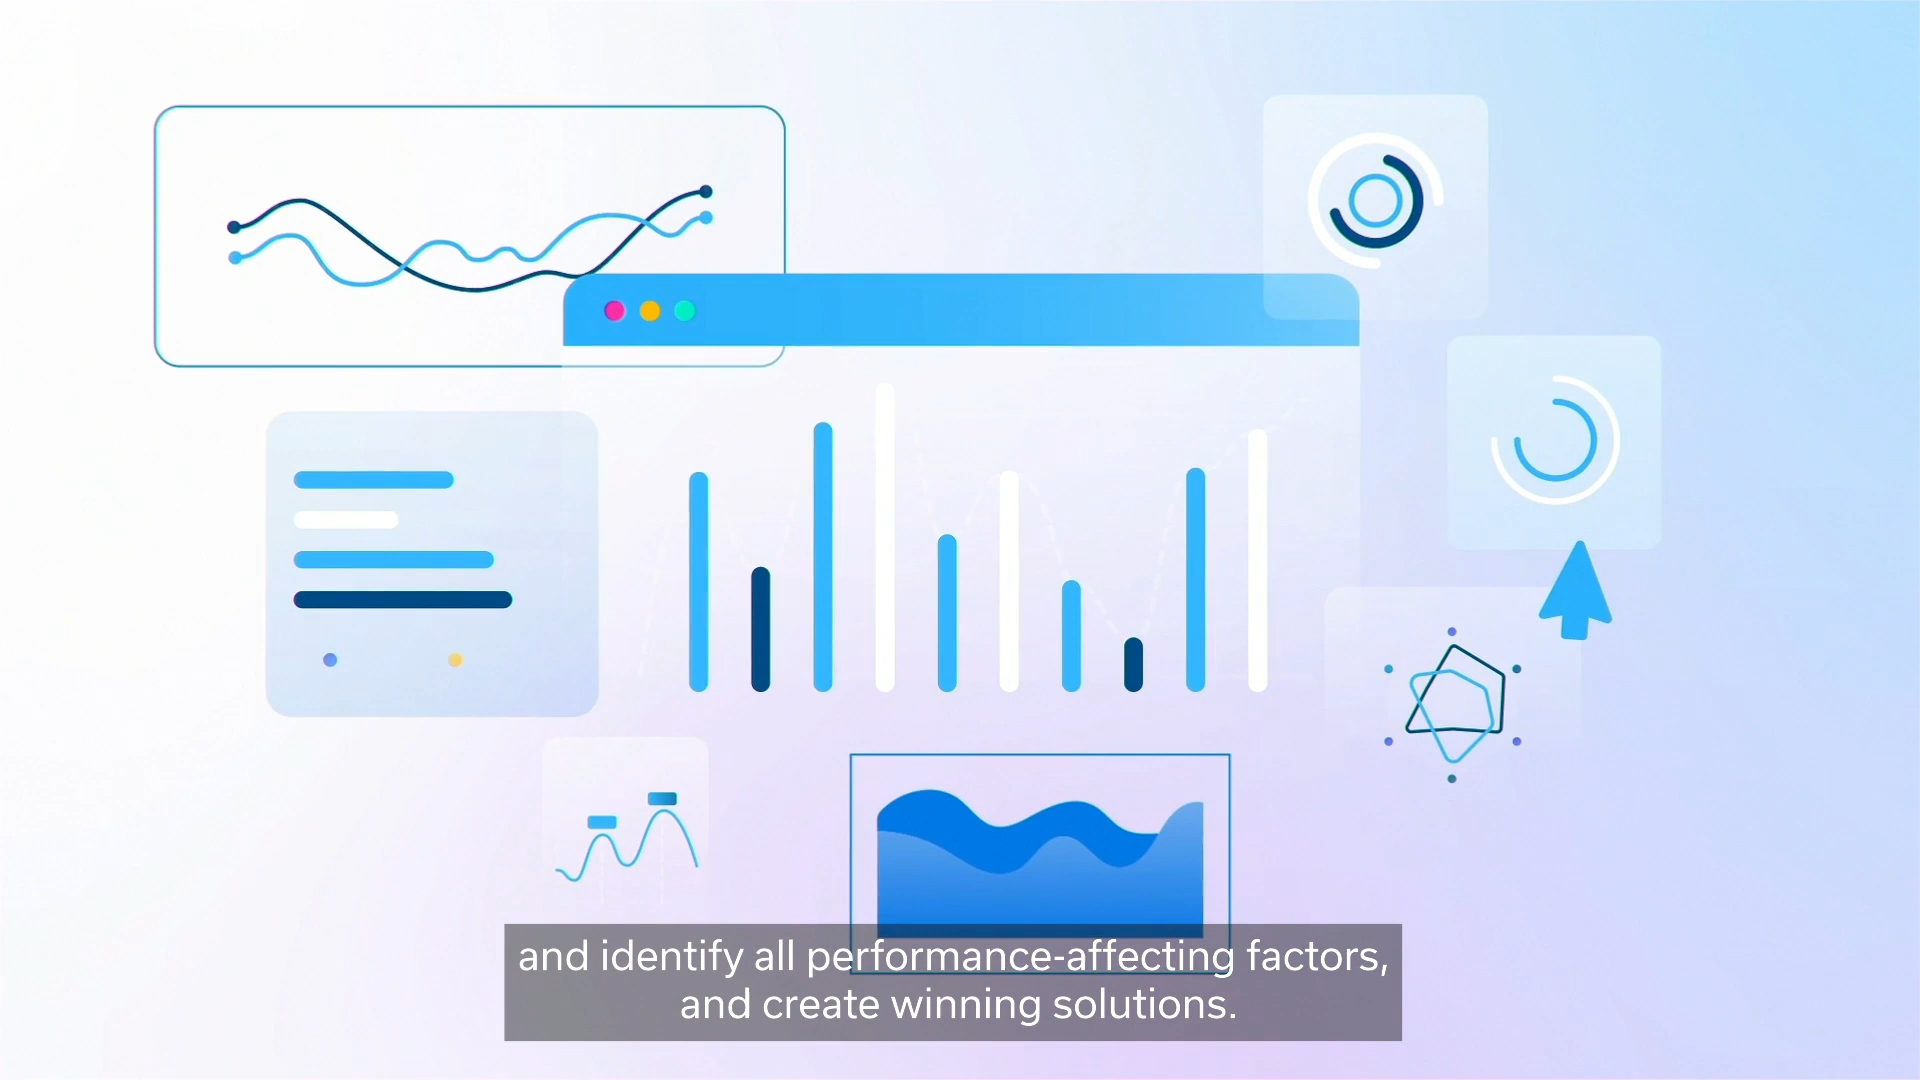 and identify all performance-affecting factors,
and create winning solutions.